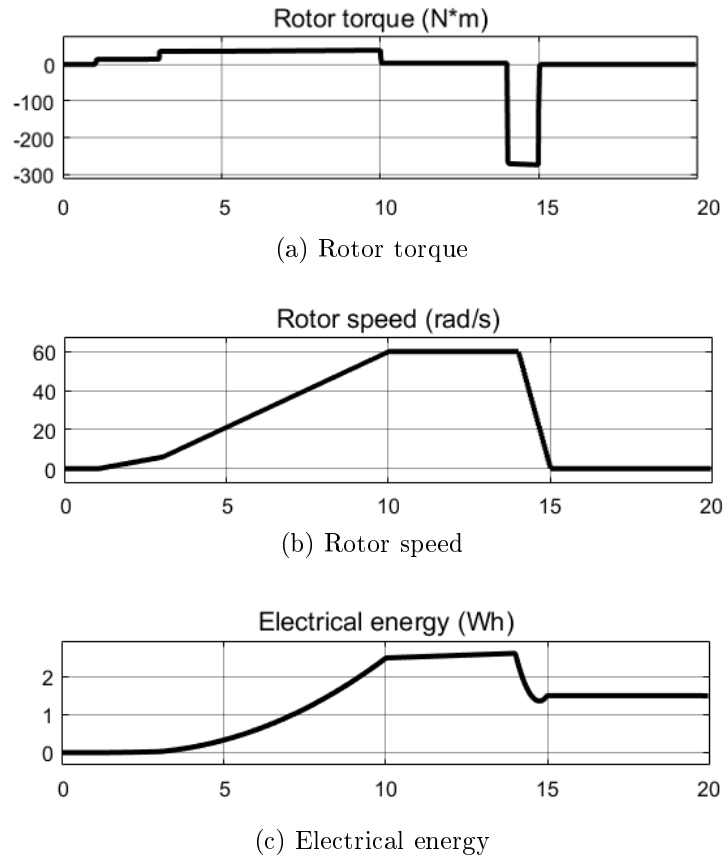 Rotor torque (N*m)
0
-100
-200
-300
0 5 10 15 20
(a) Rotor torque
Rotor speed (rad/s)
60
40
20
0
0 5 10 15 20
(b) Rotor speed
Electrical energy (Wh)
2
1
0
0 5 10 15 20
(c) Electrical energy